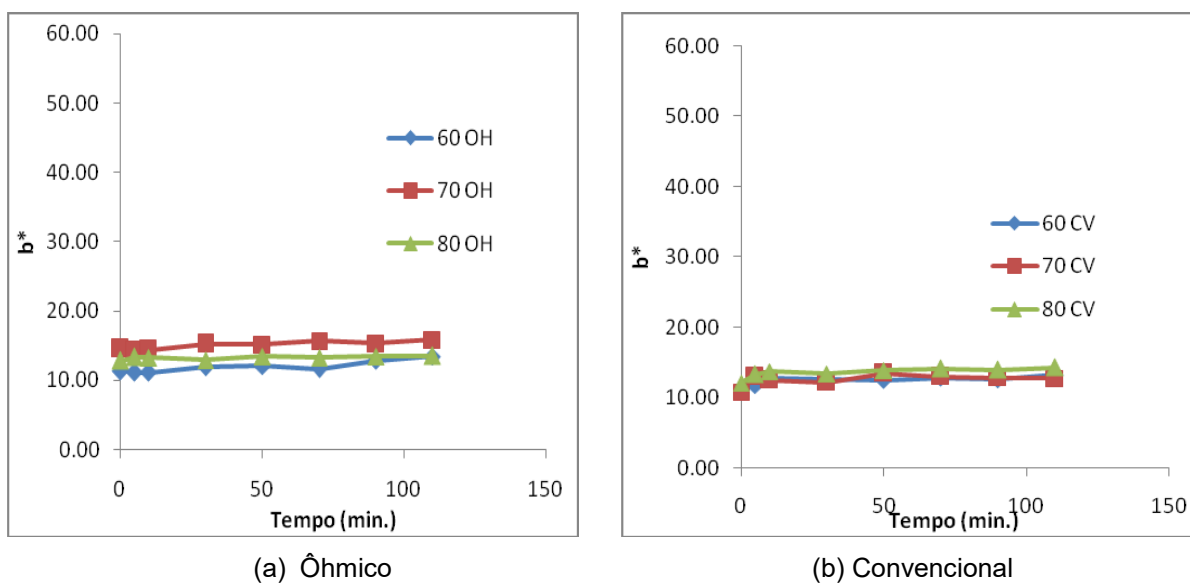 60.00
50.00
40.00
30.00
20.00
10.00
0.00
b*
60 OH
70 OH
80 OH
0 50 100 150
Tempo (min.)
(a) Ôhmico
60.00
50.00
40.00
30.00
20.00
10.00
0.00
b*
60 CV
70 CV
80 CV
0 50 100 150
Tempo (min.)
(b) Convencional